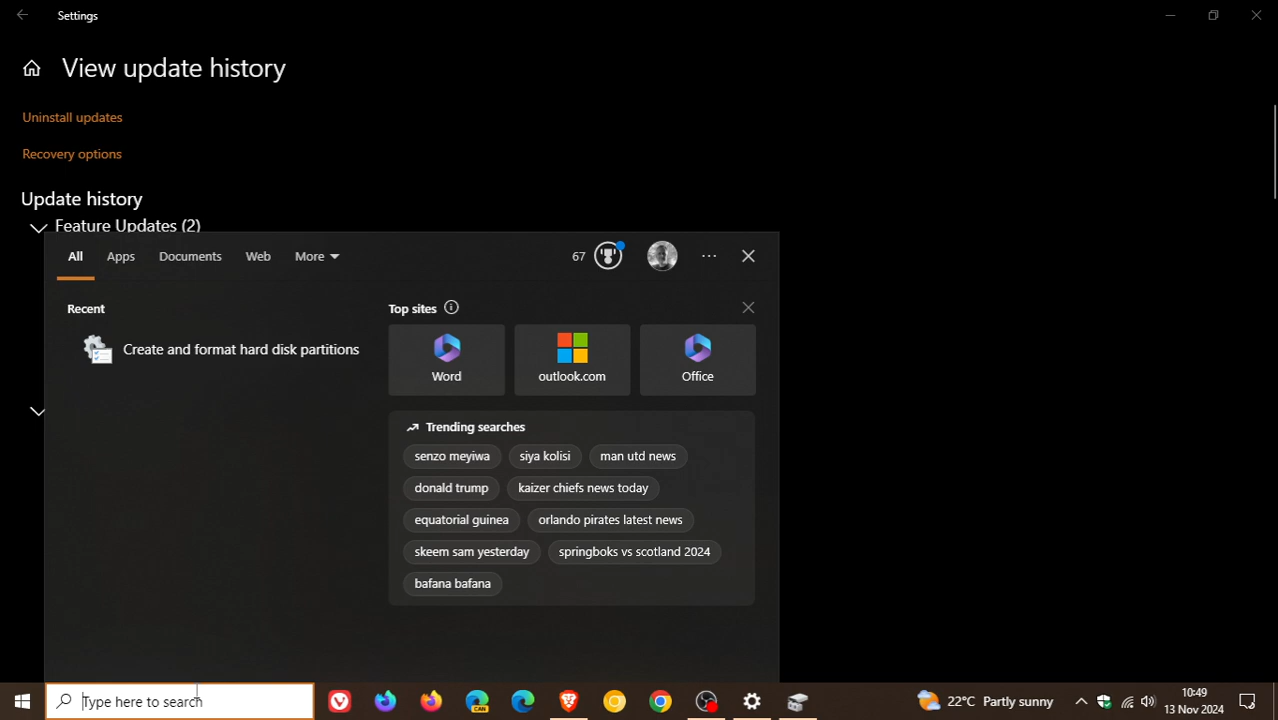 Settings
View update history
Uninstall updates
Recovery options
Update history
Feature Updates (2)
All Apps Documents Web More 67
Recent
Create and format hard disk partitions
Top sites
Word outlook.com Office
Trending searches
senzo meyiwa siya kolisi man utd news
donald trump kaizer chiefs news today
equatorial guinea orlando pirates latest news
skeem sam yesterday springboks vs scotland 2024
bafana bafana
Type here to search
CAN
22°C Partly sunny
10:49
13 Nov 2024